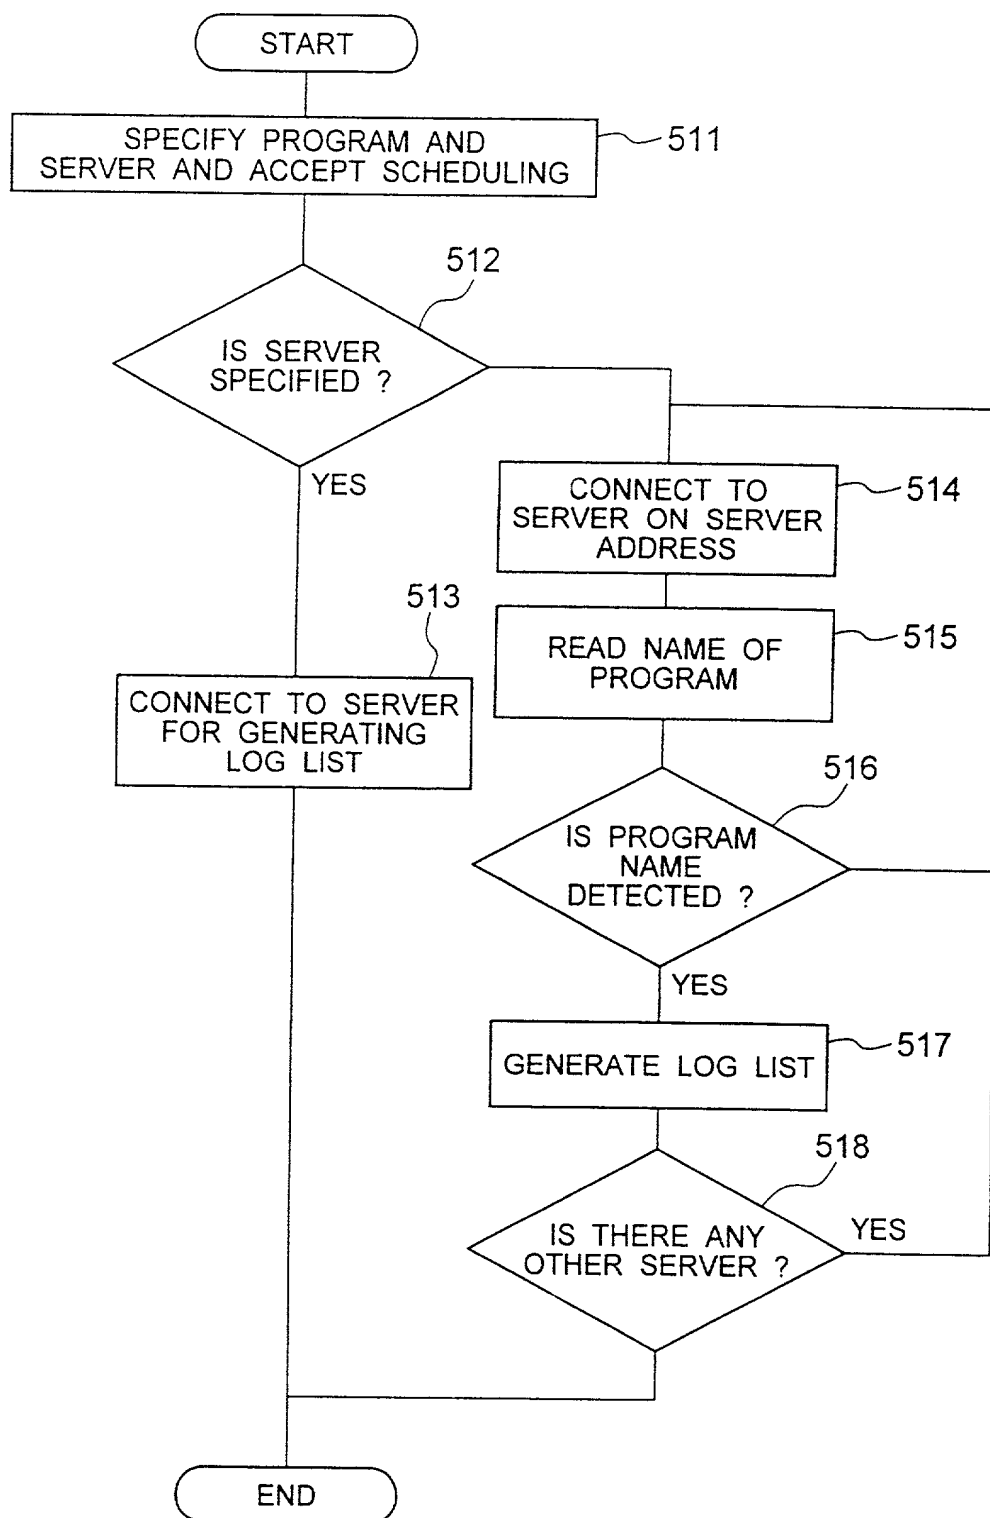 START
SPECIFY PROGRAM AND
SERVER AND ACCEPT SCHEDULING
511
512
IS SERVER
SPECIFIED ?
YES
513
CONNECT TO SERVER
FOR GENERATING
LOG LIST
CONNECT TO
SERVER ON SERVER
ADDRESS
514
READ NAME OF
PROGRAM
515
516
IS PROGRAM
NAME
DETECTED ?
YES
GENERATE LOG LIST
517
518
IS THERE ANY
OTHER SERVER ?
YES
END